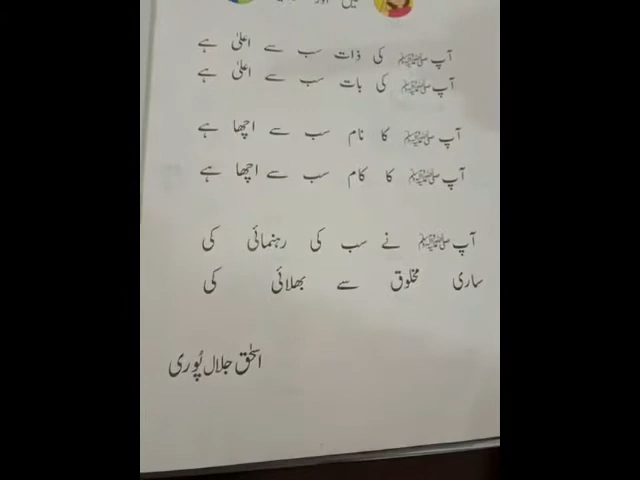 آپ ﷺ کی ذات سب سے اعلیٰ ہے
آپ ﷺ کی بات سب سے اعلیٰ ہے
آپ ﷺ کا نام سب سے اچھا ہے
آپ ﷺ کا کام سب سے اچھا ہے
آپ ﷺ نے سب کی رہنمائی کی
ساری مخلوق سے بھلائی کی
الحق جلال پُوری